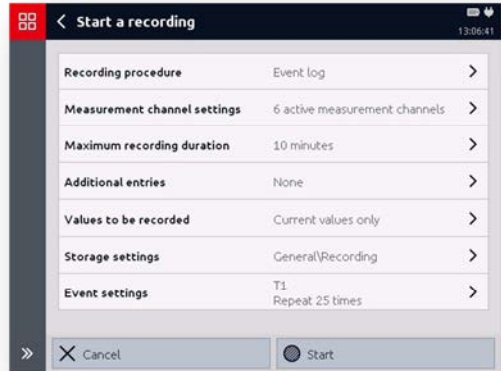 Start a recording
13:06:41
Recording procedure Event log
Measurement channel settings 6 active measurement channels
Maximum recording duration 10 minutes
Additional entries None
Values to be recorded Current values only
Storage settings General\Recording
Event settings T1
Repeat 25 times
Cancel Start